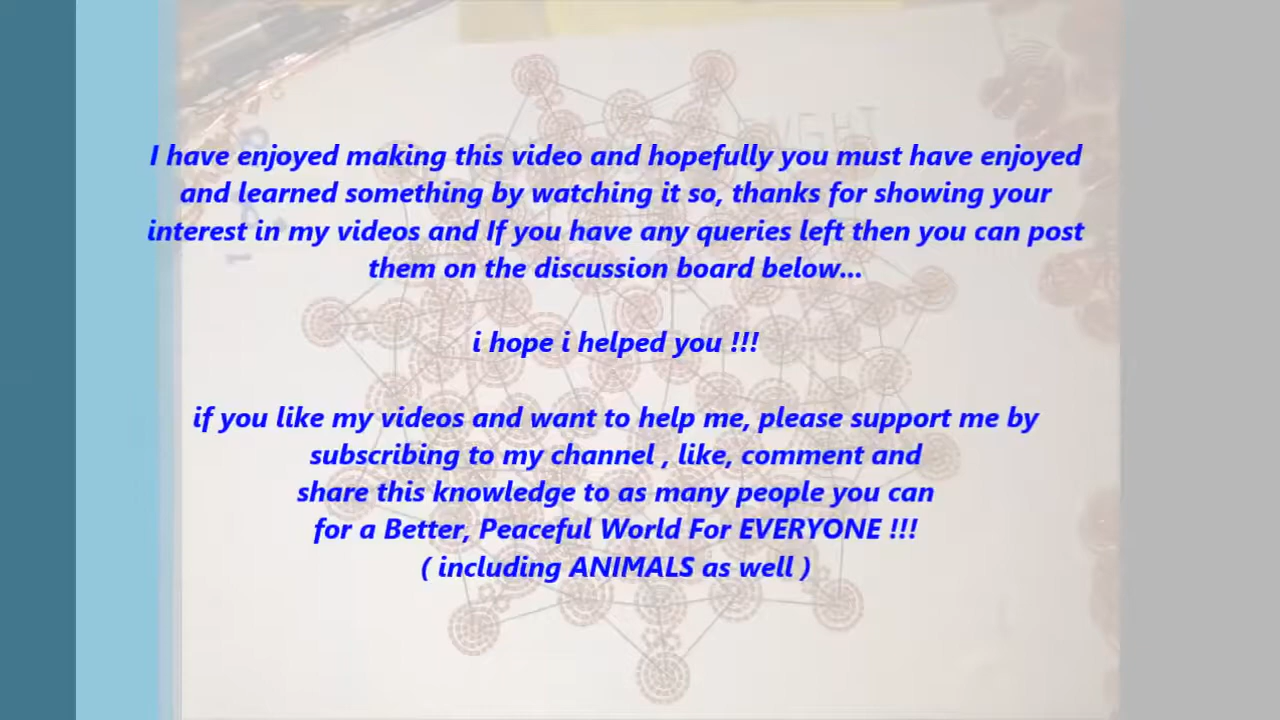 I have enjoyed making this video and hopefully you must have enjoyed
and learned something by watching it so, thanks for showing your
interest in my videos and If you have any queries left then you can post
them on the discussion board below...
i hope i helped you !!!
if you like my videos and want to help me, please support me by
subscribing to my channel , like, comment and
share this knowledge to as many people you can
for a Better, Peaceful World For EVERYONE !!!
( including ANIMALS as well )